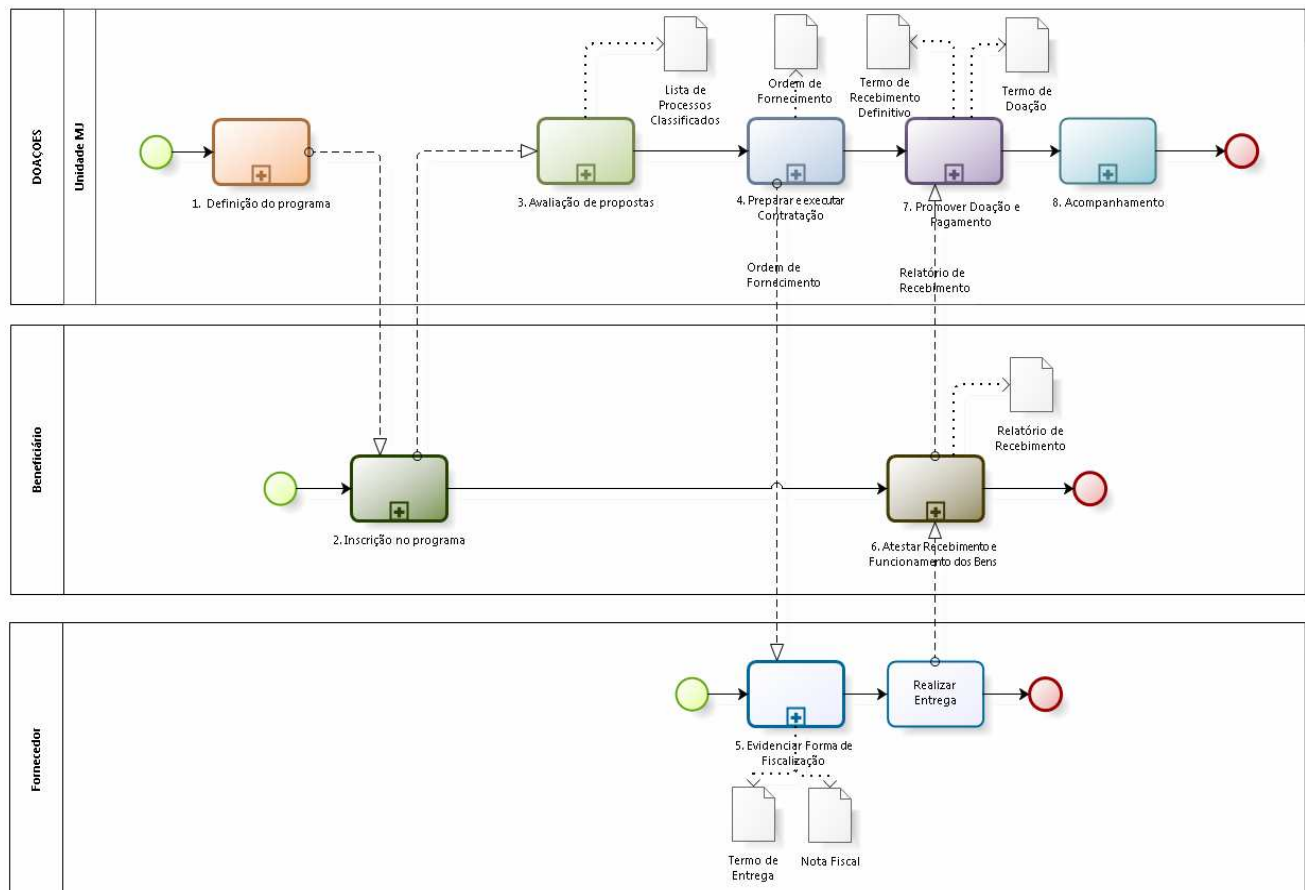 DOAÇOES
Unidade MJ
Lista de
Processos
Classificados
Ordem de
Fornecimento
Termo de
Recebimento
Definitivo
Termo de
Doação
1. Definição do programa
3. Avaliação de propostas
4. Preparar e executar
Contratação
7. Promover Doação e
Pagamento
8. Acompanhamento
Ordem de
Fornecimento
Relatório de
Recebimento
Beneficiário
2. Inscrição no programa
6. Atestar Recebimento e
Funcionamento dos Bens
Relatório de
Recebimento
Fornecedor
5. Evidenciar Forma de
Fiscalização
Realizar
Entrega
Termo de
Entrega
Nota Fiscal